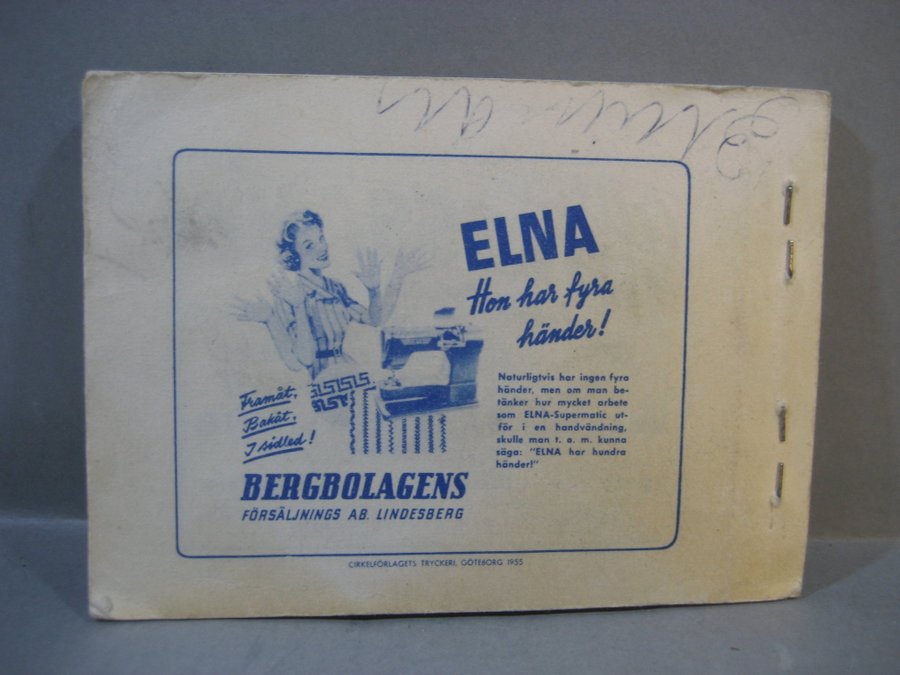 ELNA
Hon har fyra
händer!
Naturligtvis har ingen fyra
händer, men om man be-
tänker hur mycket arbete
som ELNA-Supermatic ut-
för i en handvändning,
skulle man t. o. m. kunna
säga: "ELNA har hundra
händer!"
Framåt,
Bakåt,
I sidled!
BERGBOLAGENS
FÖRSÄLJNINGS AB. LINDESBERG
CIRKELFÖRLAGETS TRYCKERI, GÖTEBORG 1955